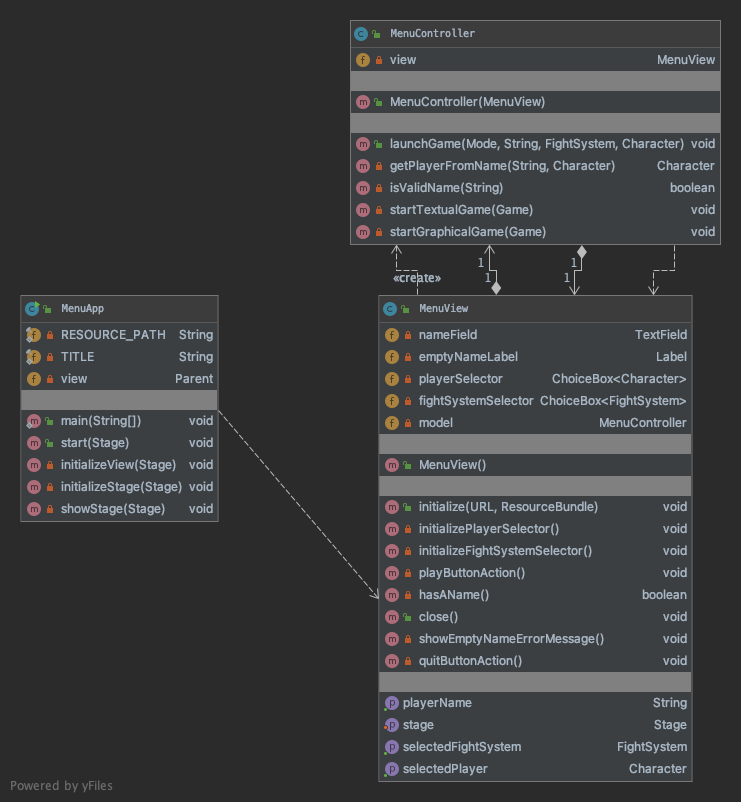 MenuController
view MenuView
MenuController(MenuView)
launchGame(Mode, String, FightSystem, Character) void
getPlayerFromName(String, Character) Character
isValidName(String) boolean
startTextualGame(Game) void
startGraphicalGame(Game) void
1 1
«create» 1 1
MenuApp
RESOURCE_PATH String
TITLE String
view Parent
main(String[]) void
start(Stage) void
initializeView(Stage) void
initializeStage(Stage) void
showStage(Stage) void
MenuView
nameField TextField
emptyNameLabel Label
playerSelector ChoiceBox<Character>
fightSystemSelector ChoiceBox<FightSystem>
model MenuController
MenuView()
initialize(URL, ResourceBundle) void
initializePlayerSelector() void
initializeFightSystemSelector() void
playButtonAction() void
hasAName() boolean
close() void
showEmptyNameErrorMessage() void
quitButtonAction() void
playerName String
stage Stage
selectedFightSystem FightSystem
selectedPlayer Character
Powered by yFiles